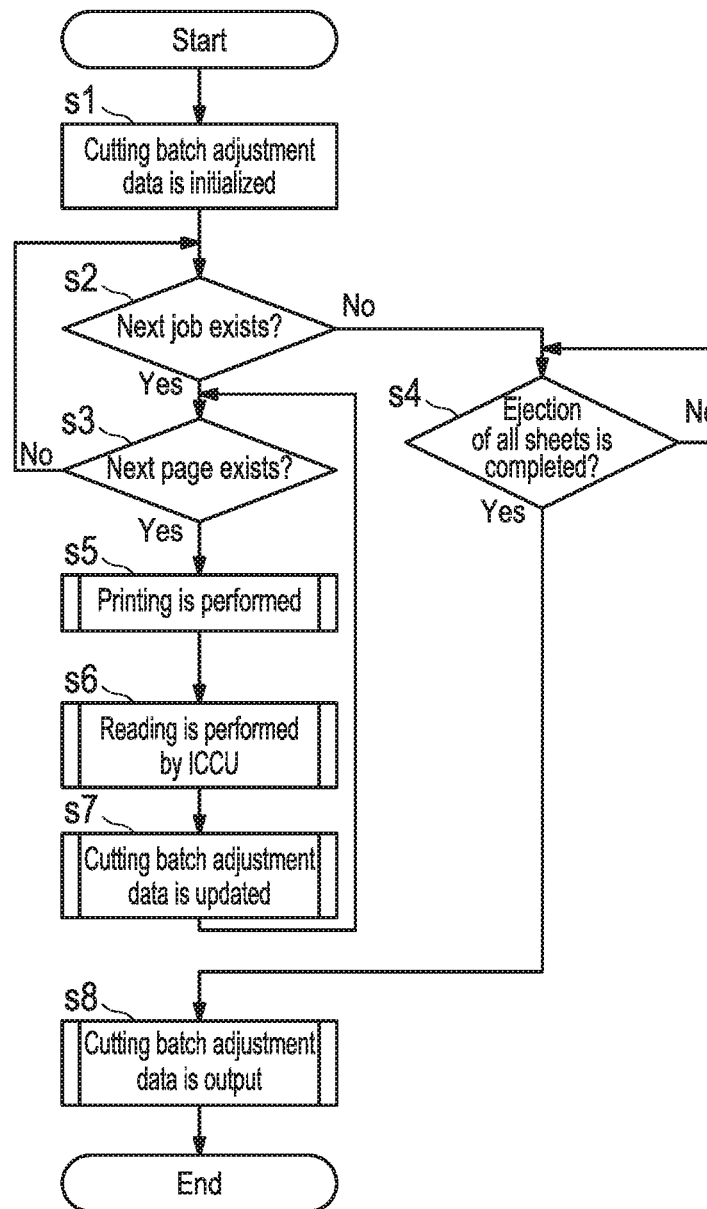 Start
s1
Cutting batch adjustment
data is initialized
s2
Next job exists?
No
Yes
s3
No
Next page exists?
Yes
s4
Ejection
of all sheets is
completed?
No
Yes
s5
Printing is performed
s6
Reading is performed
by ICCU
s7
Cutting batch adjustment
data is updated
s8
Cutting batch adjustment
data is output
End